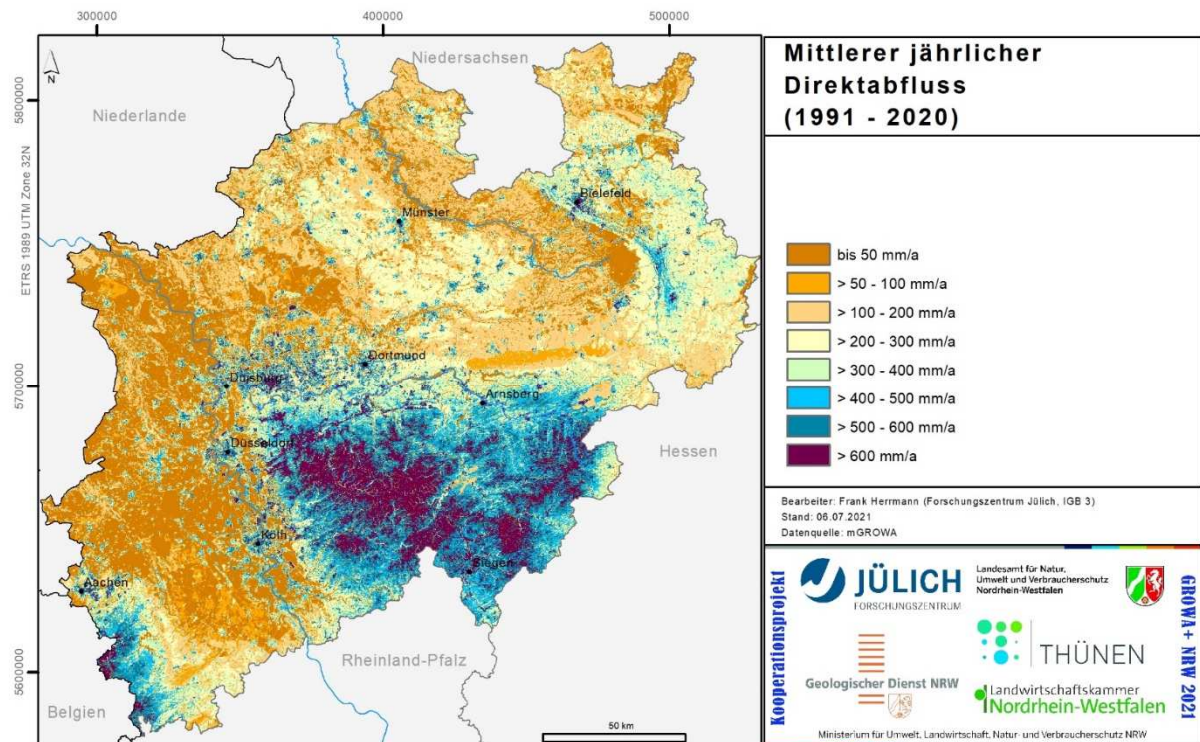 300000
400000
500000
5800000
5700000
5600000
ETRS 1989 UTM Zone 32N
N
Niedersachsen
Niederlande
Bielefeld
Münster
Dortmund
Duisburg
Arnsberg
Düsseldorf
Hessen
Köln
Siegen
Aachen
Rheinland-Pfalz
Belgien
50 km
Mittlerer jährlicher
Direktabfluss
(1991 - 2020)
bis 50 mm/a
> 50 - 100 mm/a
> 100 - 200 mm/a
> 200 - 300 mm/a
> 300 - 400 mm/a
> 400 - 500 mm/a
> 500 - 600 mm/a
> 600 mm/a
Bearbeiter: Frank Herrmann (Forschungszentrum Jülich, IGB 3)
Stand: 06.07.2021
Datenquelle: mGROWA
Kooperationsprojekt
JÜLICH
FORSCHUNGSZENTRUM
Landesamt für Natur,
Umwelt und Verbraucherschutz
Nordrhein-Westfalen
Geologischer Dienst NRW
THÜNEN
Landwirtschaftskammer
Nordrhein-Westfalen
GROWA+ NRW 2021
Ministerium für Umwelt, Landwirtschaft, Natur- und Verbraucherschutz NRW